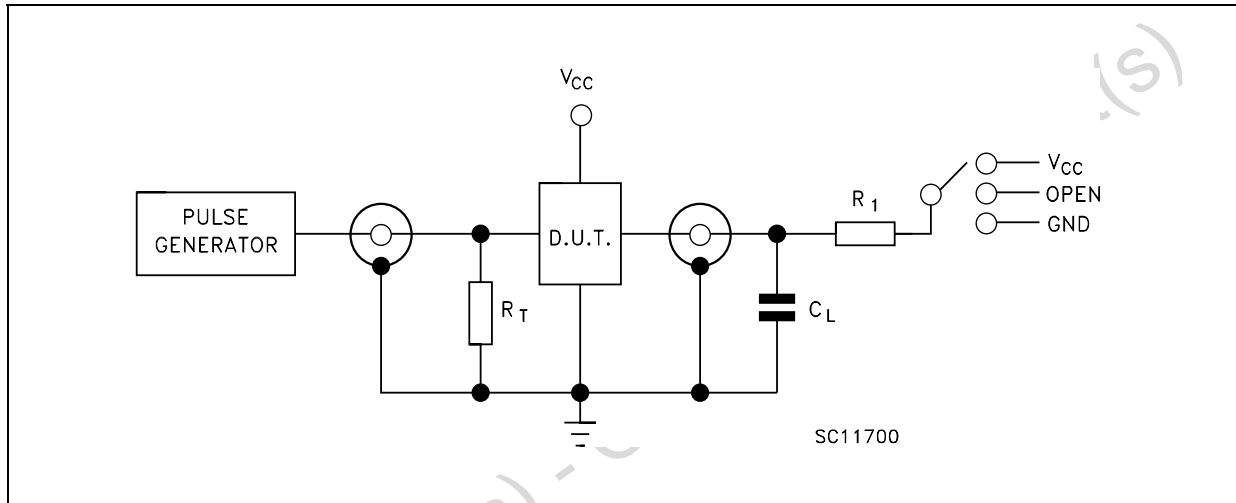 VCC
PULSE
GENERATOR
D.U.T.
RT
CL
R1
VCC
OPEN
GND
SC11700
(s)
(s) -